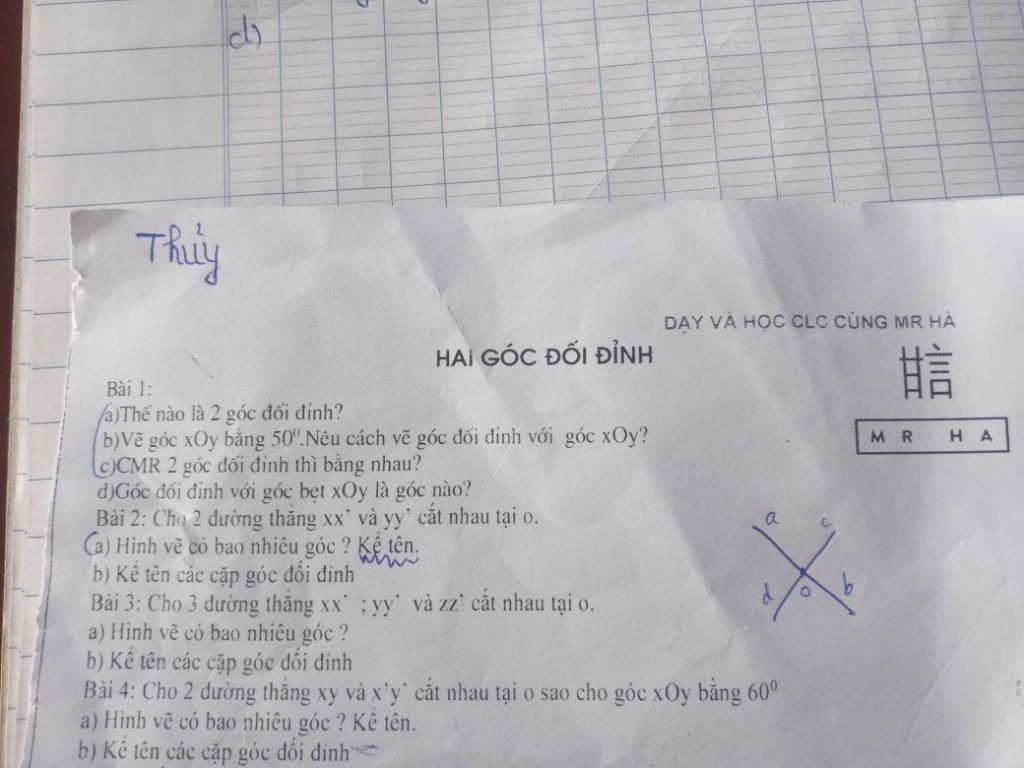 d)
Thủy
DẠY VÀ HỌC CLC CÙNG MR HÀ
HAI GÓC ĐỐI ĐỈNH
MR HA
Bài 1:
a)Thế nào là 2 góc đối đỉnh?
b)Vẽ góc xOy bằng 50⁰.Nêu cách vẽ góc đối đỉnh với góc xOy?
c)CMR 2 góc đối đỉnh thì bằng nhau?
d)Góc đối đỉnh với góc bẹt xOy là góc nào?
Bài 2: Cho 2 đường thẳng xx' và yy' cắt nhau tại o.
a) Hình vẽ có bao nhiêu góc ? Kể tên.
b) Kể tên các cặp góc đối đỉnh
a c
d o b
Bài 3: Cho 3 đường thẳng xx' ; yy' và zz' cắt nhau tại o.
a) Hình vẽ có bao nhiêu góc ?
b) Kể tên các cặp góc đối đỉnh
Bài 4: Cho 2 đường thẳng xy và x'y' cắt nhau tại o sao cho góc xOy bằng 60⁰
a) Hình vẽ có bao nhiêu góc ? Kể tên.
b) Kể tên các cặp góc đối đỉnh